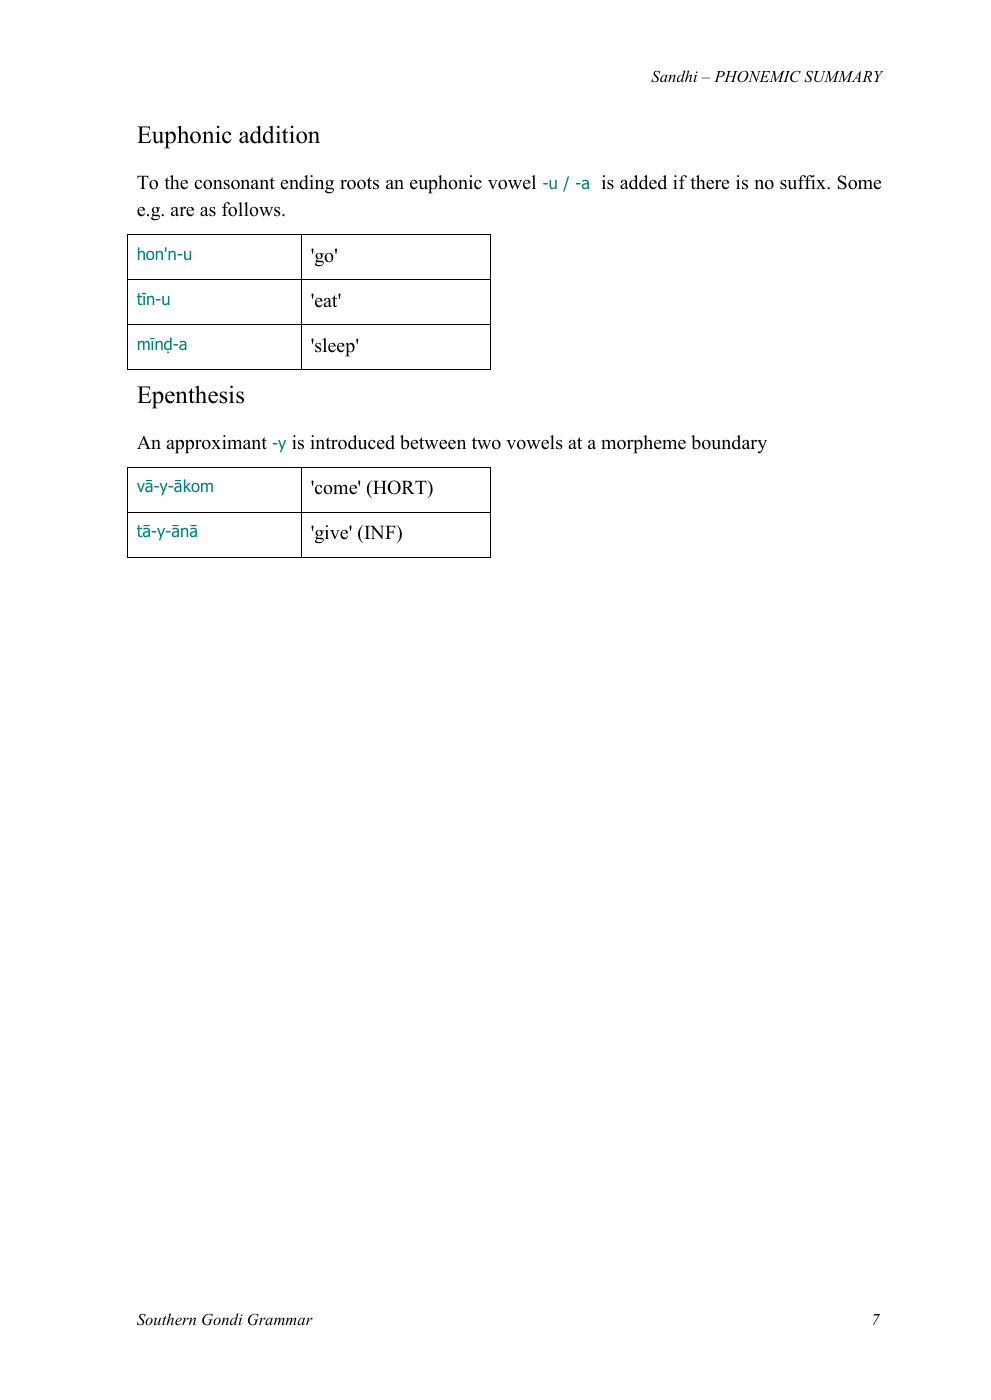 Sandhi – PHONEMIC SUMMARY
Euphonic addition
To the consonant ending roots an euphonic vowel -u / -a is added if there is no suffix. Some
e.g. are as follows.
hon'n-u 'go'
tīn-u 'eat'
mīnḍ-a 'sleep'
Epenthesis
An approximant -y is introduced between two vowels at a morpheme boundary
vā-y-ākom 'come' (HORT)
tā-y-ānā 'give' (INF)
Southern Gondi Grammar 7